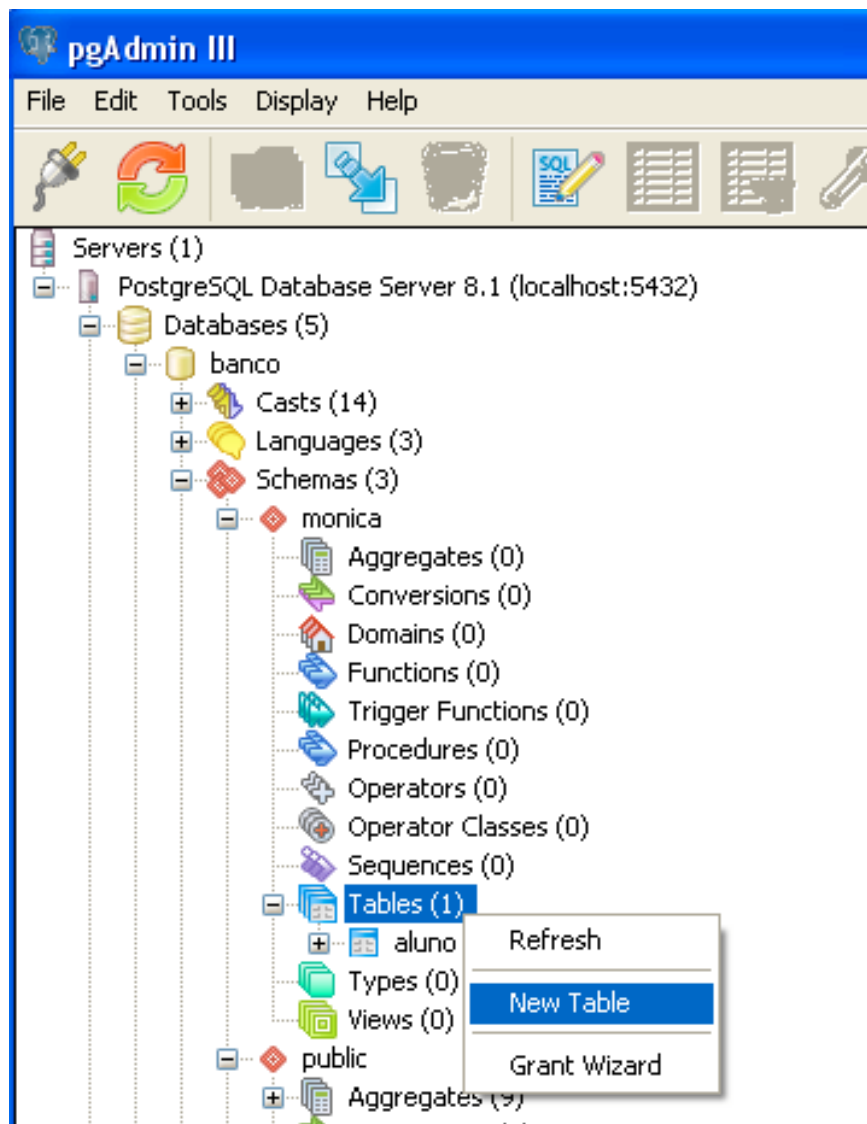 pgAdmin III
File Edit Tools Display Help
SQL
Servers (1)
PostgreSQL Database Server 8.1 (localhost:5432)
Databases (5)
banco
Casts (14)
Languages (3)
Schemas (3)
monica
Aggregates (0)
Conversions (0)
Domains (0)
Functions (0)
Trigger Functions (0)
Procedures (0)
Operators (0)
Operator Classes (0)
Sequences (0)
Tables (1)
aluno
Types (0)
Views (0)
public
Aggregates (9)
Refresh
New Table
Grant Wizard